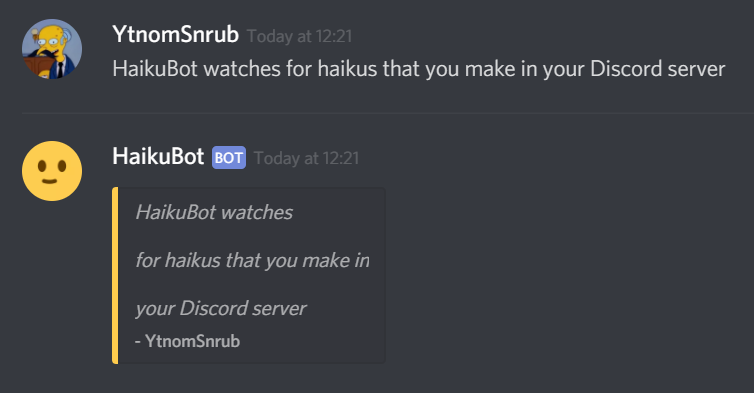 YtnomSnrub Today at 12:21
HaikuBot watches for haikus that you make in your Discord server
HaikuBot BOT Today at 12:21
HaikuBot watches
for haikus that you make in
your Discord server
- YtnomSnrub